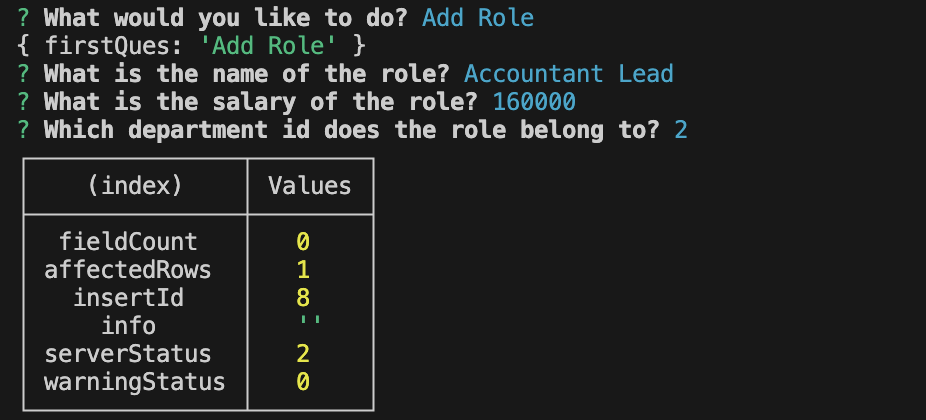 ? What would you like to do? Add Role
{ firstQues: 'Add Role' }
? What is the name of the role? Accountant Lead
? What is the salary of the role? 160000
? Which department id does the role belong to? 2
(index) Values
fieldCount 0
affectedRows 1
insertId 8
info ''
serverStatus 2
warningStatus 0